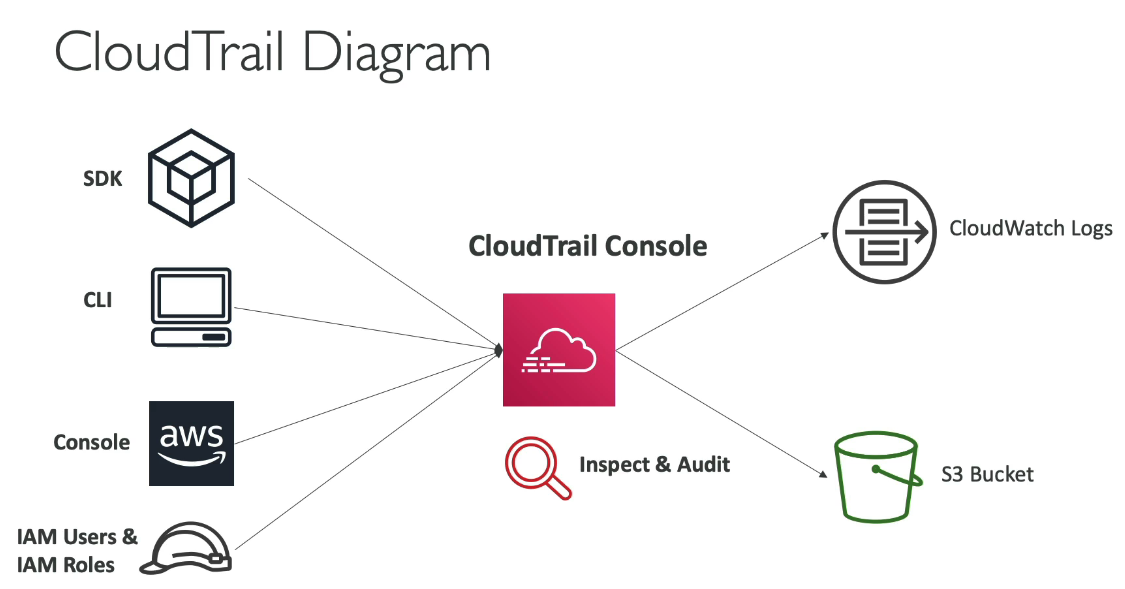 CloudTrail Diagram
SDK
CLI
Console
aws
IAM Users &
IAM Roles
CloudTrail Console
Inspect & Audit
CloudWatch Logs
S3 Bucket